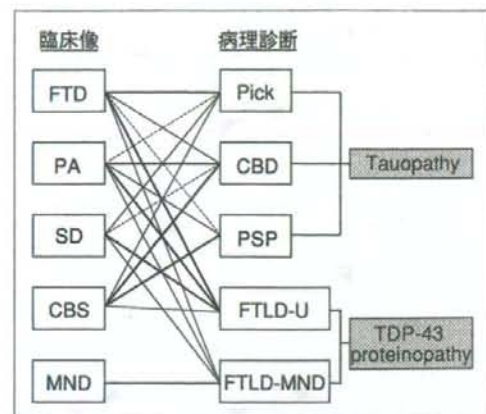 臨床像
病理診断
FTD
Pick
PA
CBD
Tauopathy
SD
PSP
CBS
FTLD-U
TDP-43
proteinopathy
MND
FTLD-MND